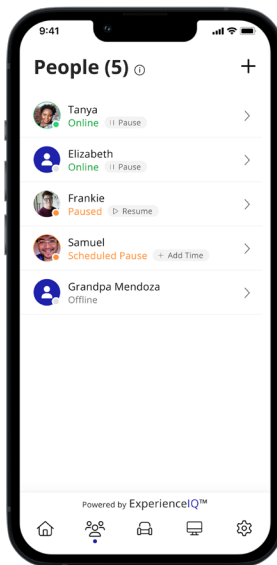 9:41
People (5)
Tanya
Online Pause
Elizabeth
Online Pause
Frankie
Paused Resume
Samuel
Scheduled Pause + Add Time
Grandpa Mendoza
Offline
Powered by ExperienceIQ™